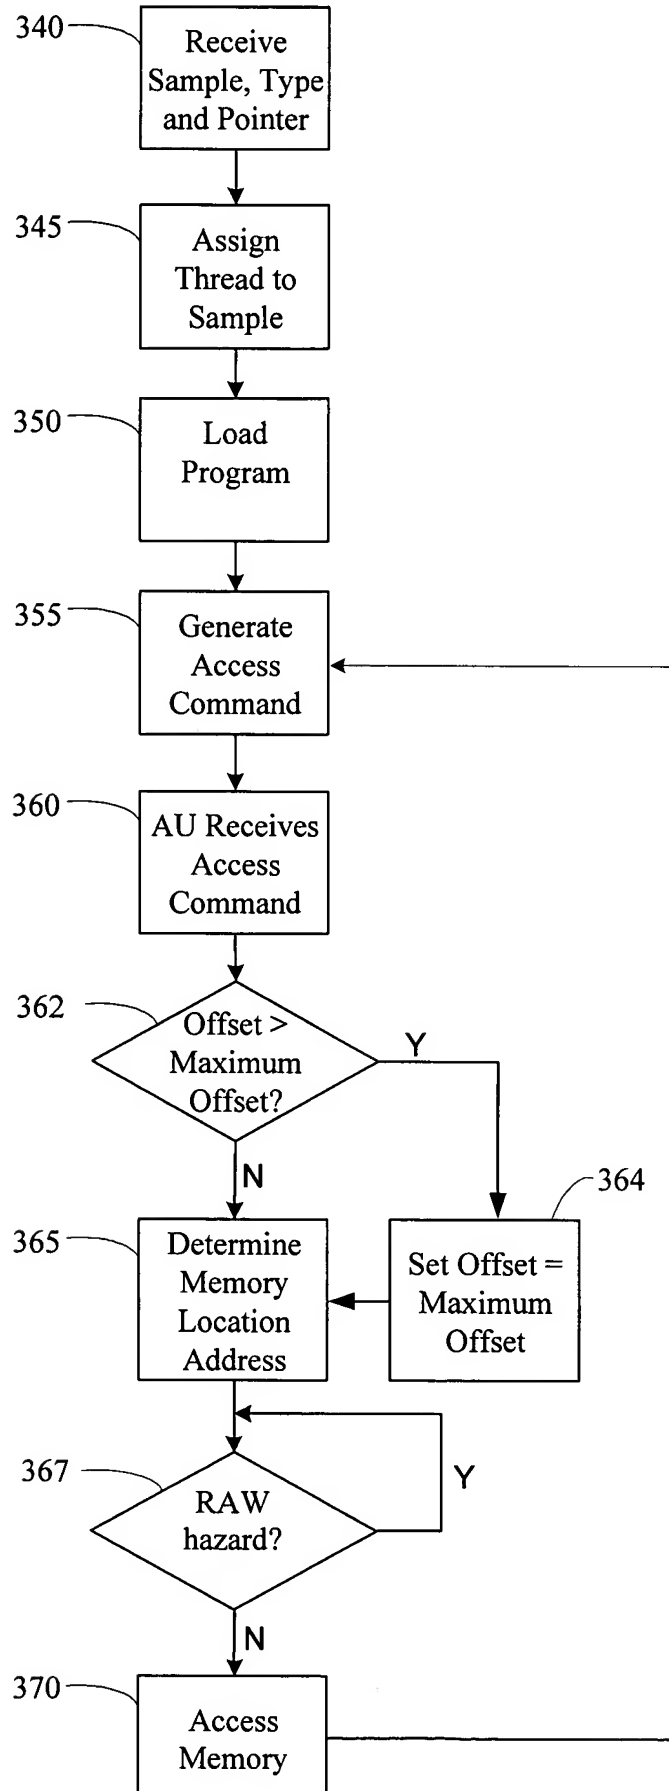 340
Receive
Sample, Type
and Pointer
345
Assign
Thread to
Sample
350
Load
Program
355
Generate
Access
Command
360
AU Receives
Access
Command
362
Offset >
Maximum
Offset?
Y
N
364
365
Determine
Memory
Location
Address
Set Offset =
Maximum
Offset
367
RAW
hazard?
Y
N
370
Access
Memory